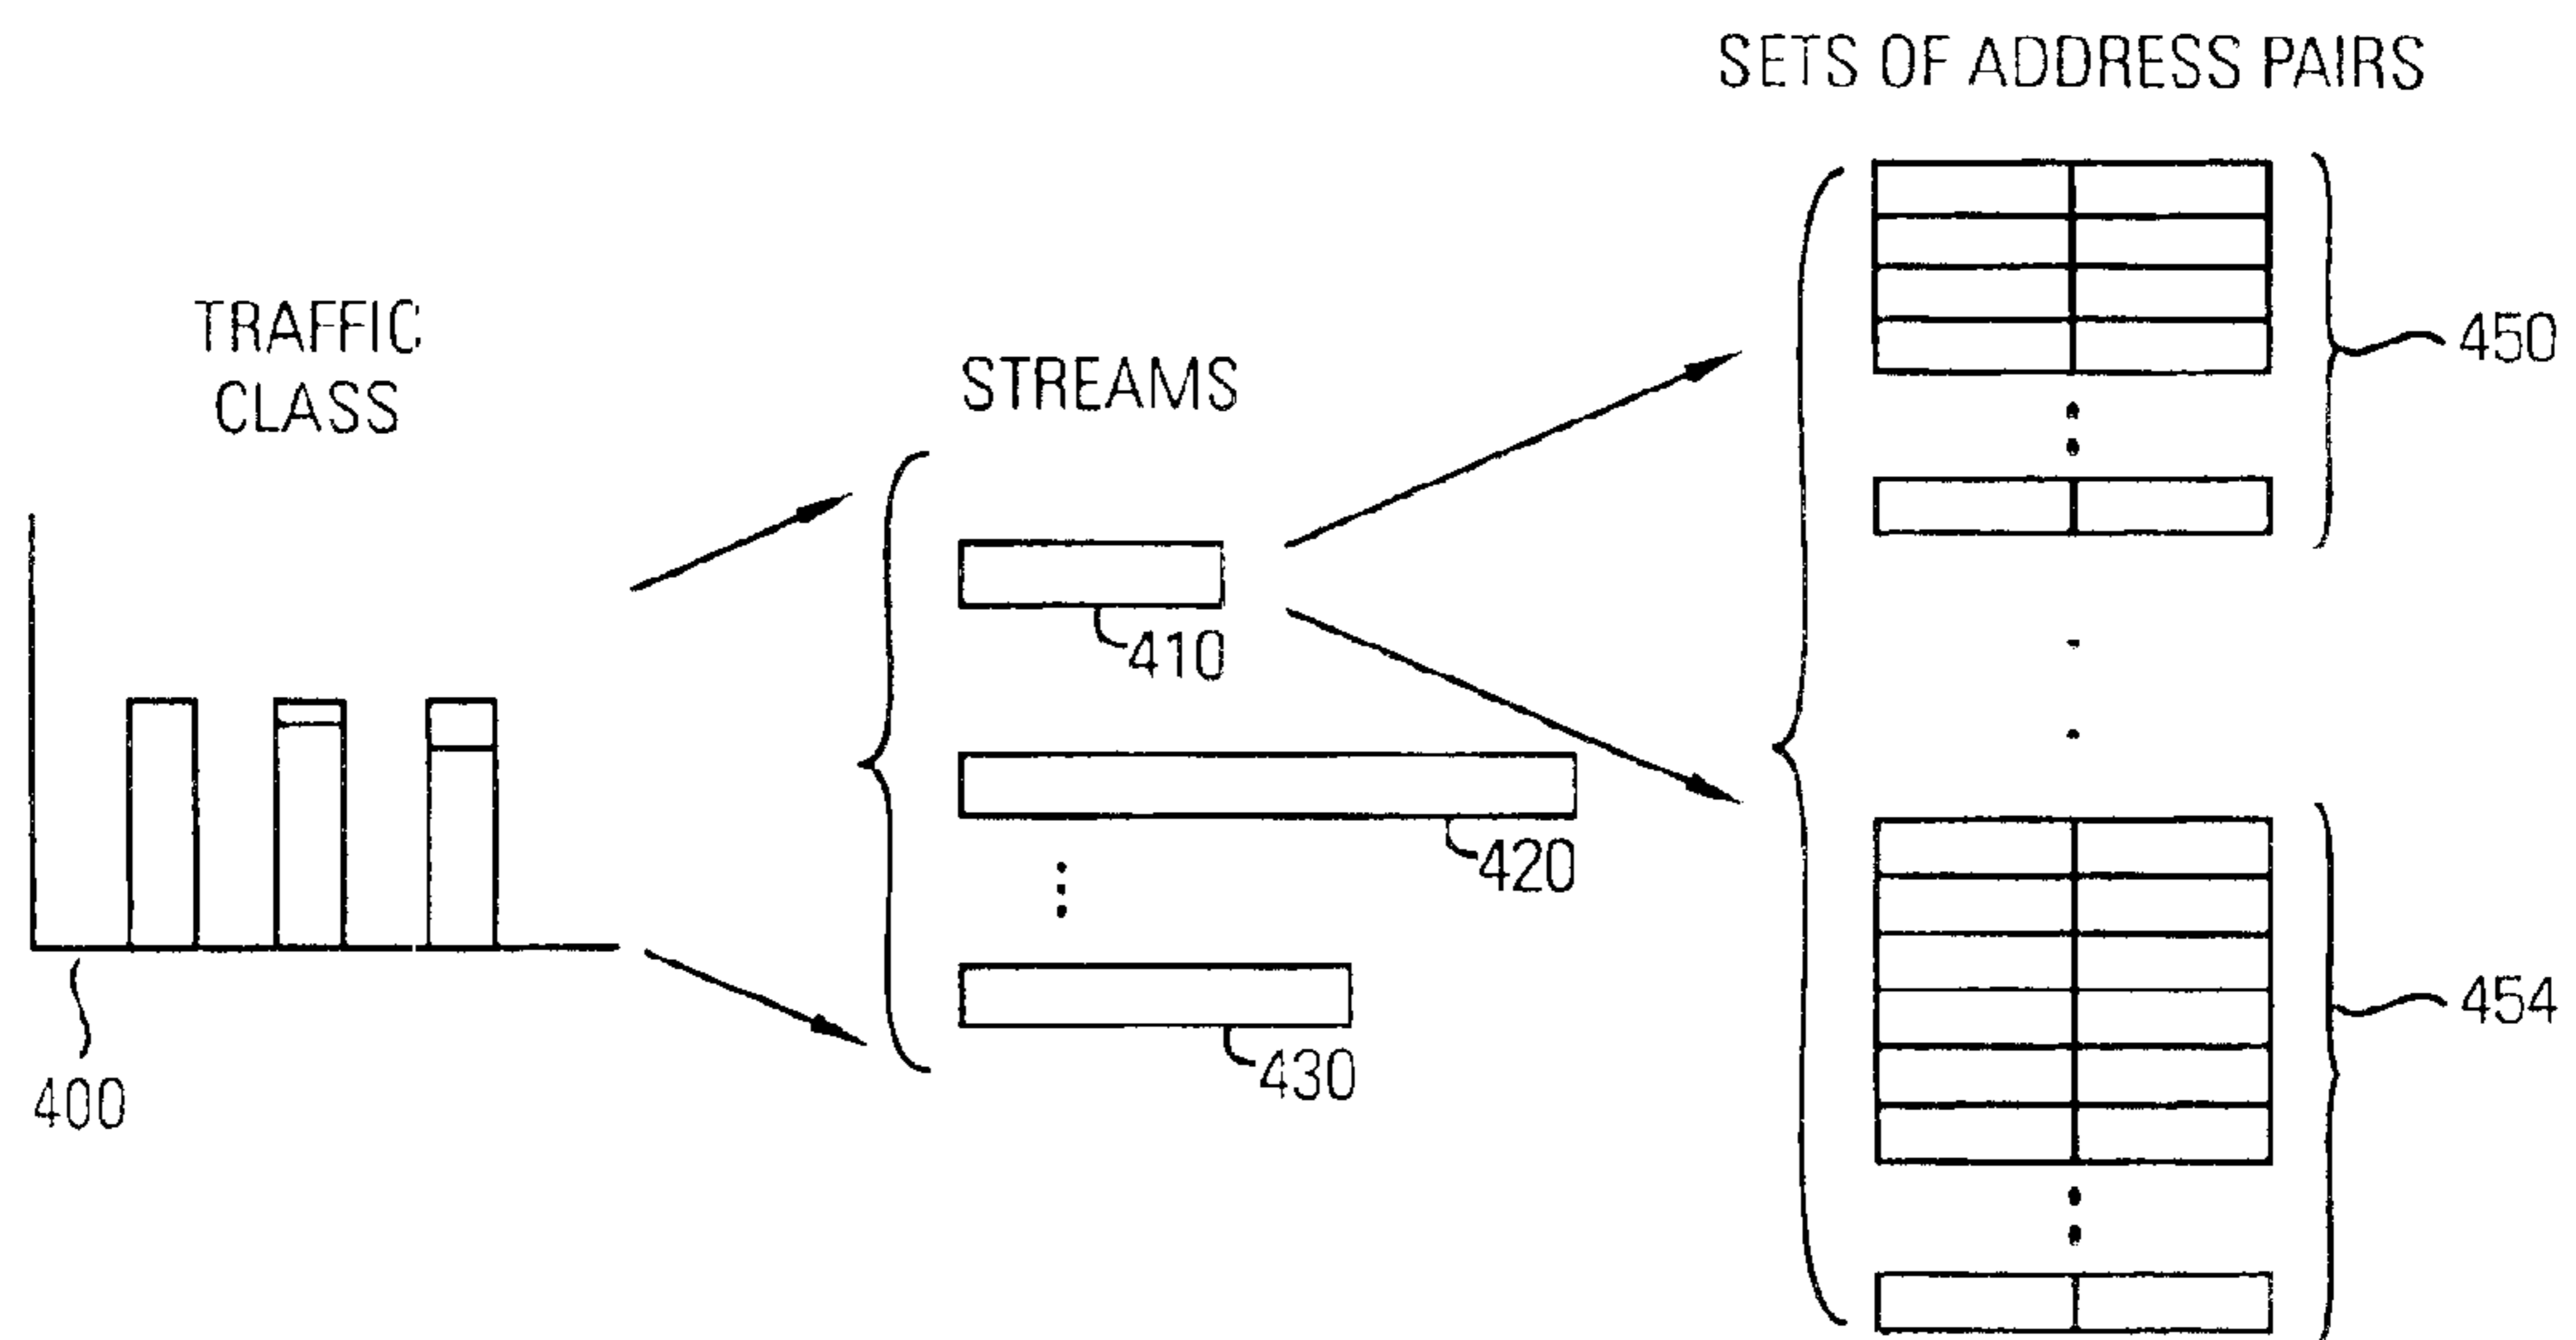 SETS OF ADDRESS PAIRS
TRAFFIC
CLASS
STREAMS
450
410
420
430
400
454